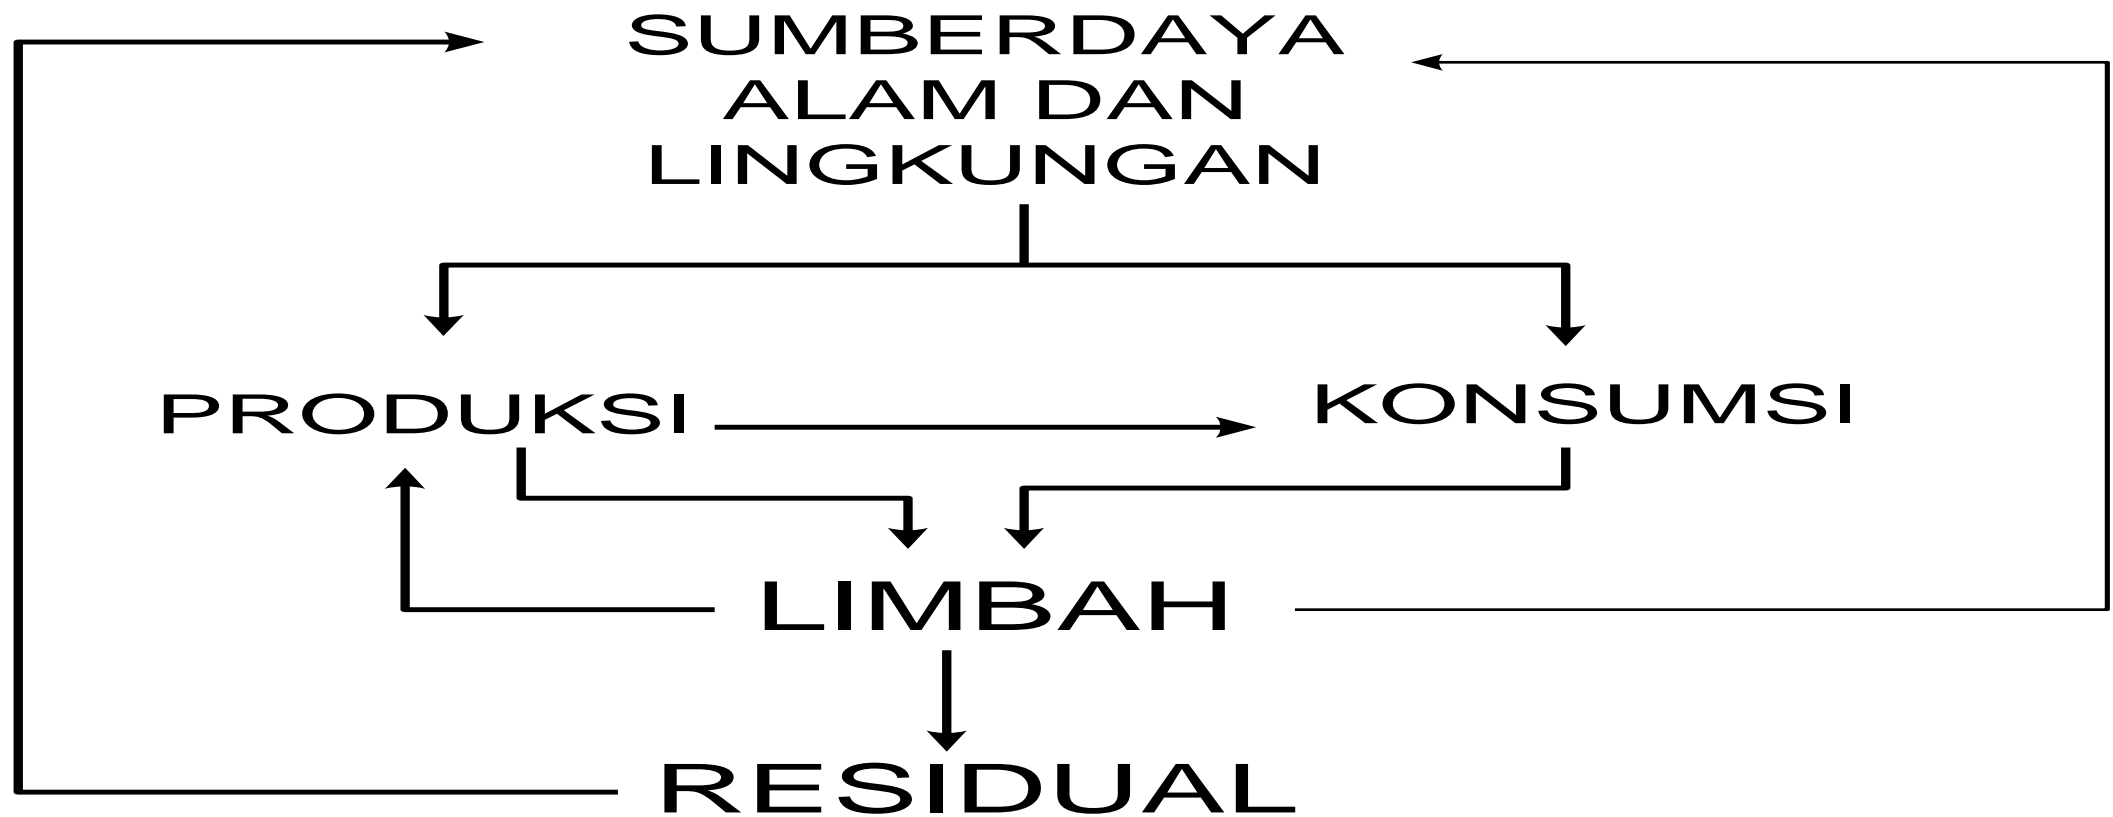 SUMBERDAYA
ALAM DAN
LINGKUNGAN
PRODUKSI
KONSUMSI
LIMBAH
RESIDUAL